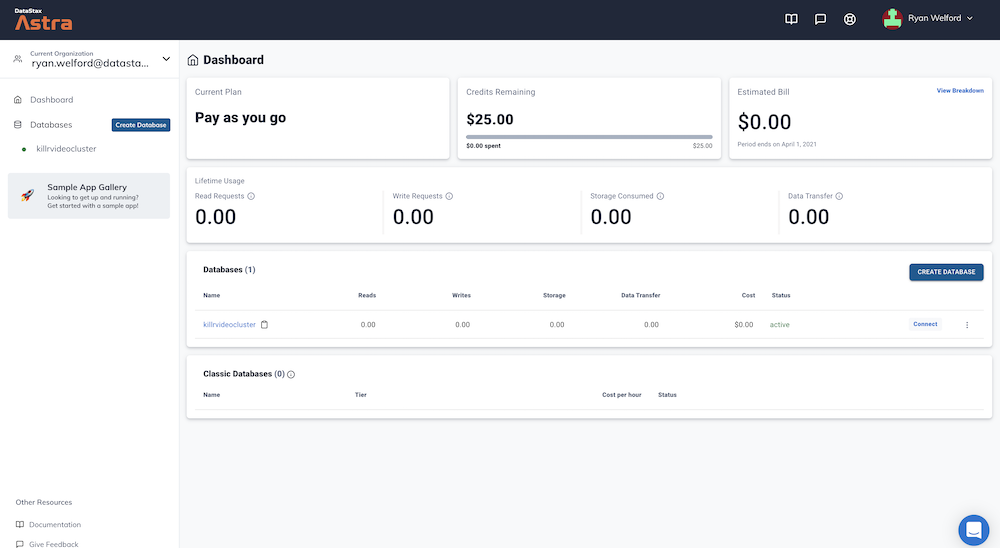 DataStax
Astra
Ryan Welford
Current Organization
ryan.welford@datasta...
Dashboard
Databases
Create Database
killrvideocluster
Sample App Gallery
Looking to get up and running?
Get started with a sample app!
Other Resources
Documentation
Give Feedback
Dashboard
Current Plan
Pay as you go
Credits Remaining
$25.00
$0.00 spent $25.00
Estimated Bill View Breakdown
$0.00
Period ends on April 1, 2021
Lifetime Usage
Read Requests Write Requests Storage Consumed Data Transfer
0.00 0.00 0.00 0.00
Databases (1)
CREATE DATABASE
Name Reads Writes Storage Data Transfer Cost Status
killrvideocluster 0.00 0.00 0.00 0.00 $0.00 active Connect
Classic Databases (0)
Name Tier Cost per hour Status